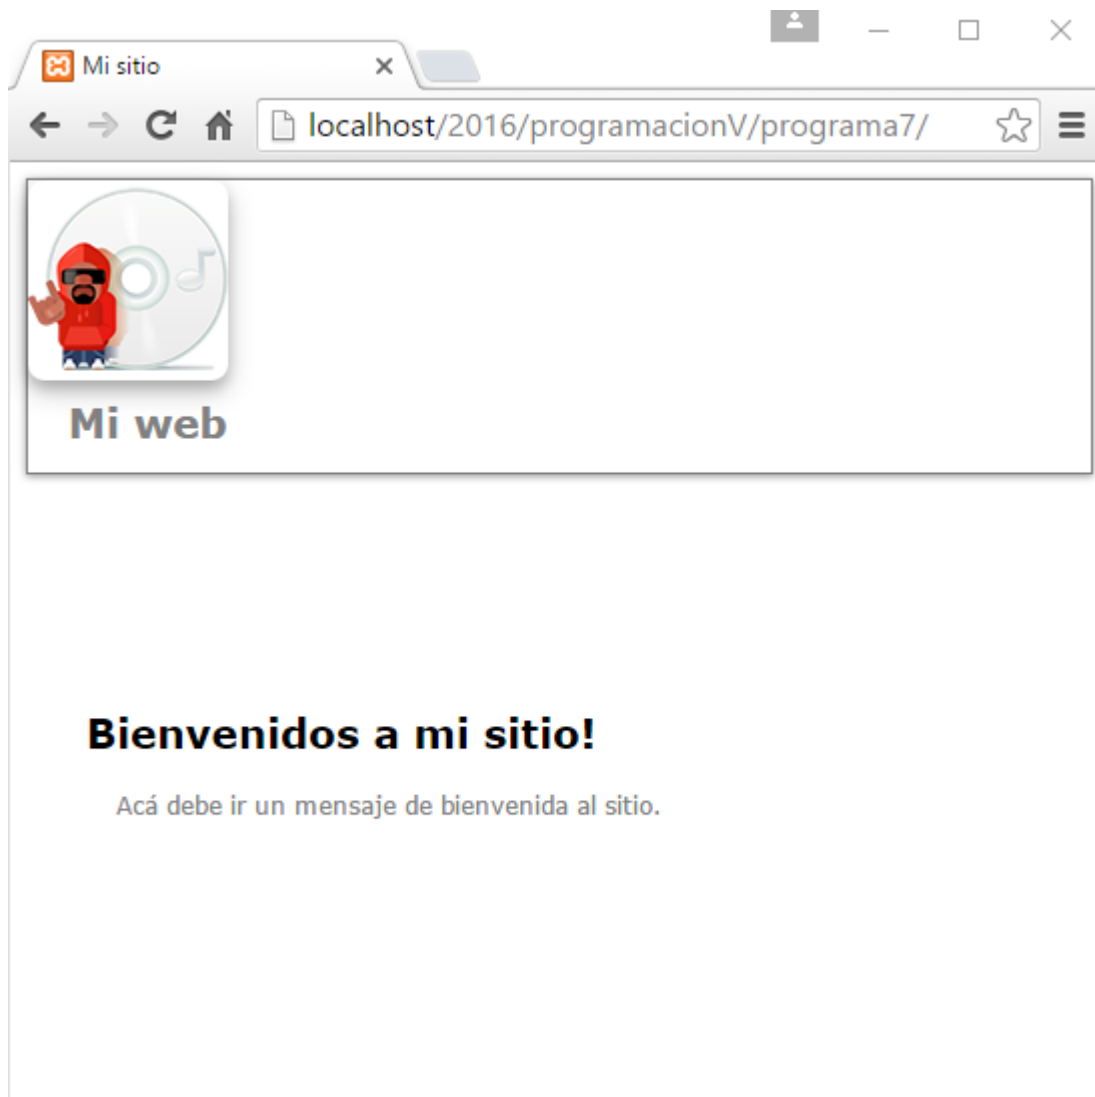 Mi sitio
localhost/2016/programacionV/programa7/
Mi web
Bienvenidos a mi sitio!
Acá debe ir un mensaje de bienvenida al sitio.